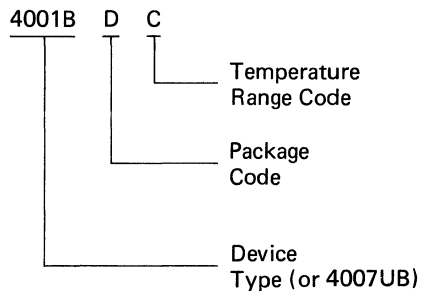 4001B D C
Temperature
Range Code
Package
Code
Device
Type (or 4007UB)